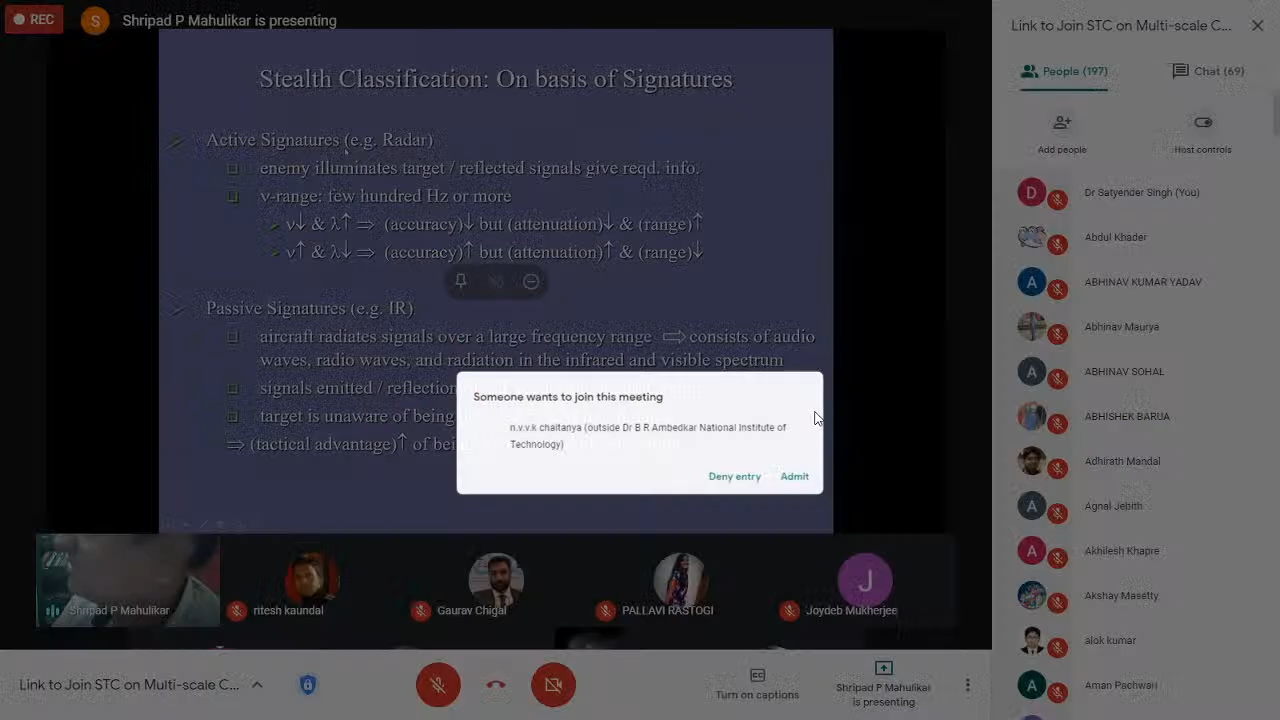 REC
S
Shripad P Mahulikar is presenting
Stealth Classification: On basis of Signatures
Active Signatures (e.g. Radar)
enemy illuminates target / reflected signals give reqd. info.
ν-range: few hundred Hz or more
ν↓ & λ↑ ⇒ (accuracy)↓ but (attenuation)↓ & (range)↑
ν↑ & λ↓ ⇒ (accuracy)↑ but (attenuation)↑ & (range)↓
Passive Signatures (e.g. IR)
aircraft radiates signals over a large frequency range ⇒ consists of audio
waves, radio waves, and radiation in the infrared and visible spectrum
signals emitted / reflection
target is unaware of being
⇒ (tactical advantage)↑ of
Someone wants to join this meeting
n.v.v.k chaitanya (outside Dr B R Ambedkar National Institute of
Technology)
Deny entry Admit
Shripad P Mahulikar
ritesh kaundal
Gaurav Chigal
PALLAVI RASTOGI
J
Joydeb Mukherjee
Link to Join STC on Multi-scale C...
CC
Turn on captions
Shripad P Mahulikar
is presenting
Link to Join STC on Multi-scale C...
People (197)
Chat (69)
Add people
Host controls
D
Dr Satyender Singh (You)
Abdul Khader
A
ABHINAV KUMAR YADAV
Abhinav Maurya
A
ABHINAV SOHAL
ABHISHEK BARUA
Adhirath Mandal
A
Agnal Jebith
A
Akhilesh Khapre
Akshay Masetty
alok kumar
A
Aman Pachwari